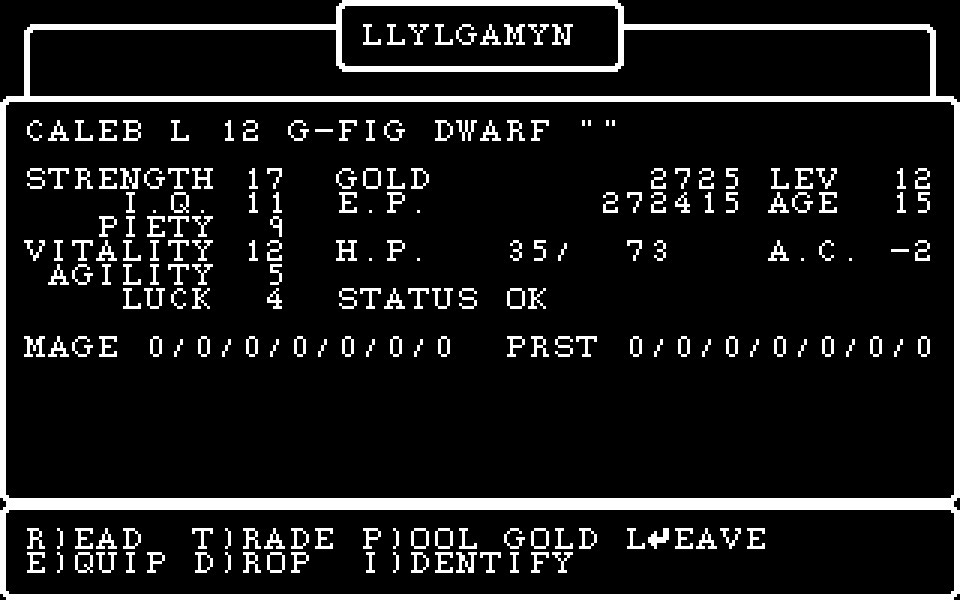 LLYLGAMYN
CALEB L 12 G-FIG DWARF ""
STRENGTH 17 GOLD 2725 LEV 12
I.Q. 11 E.P. 272415 AGE 15
PIETY 9
VITALITY 12 H.P. 35/ 73 A.C. -2
AGILITY 5
LUCK 4 STATUS OK
MAGE 0/0/0/0/0/0/0 PRST 0/0/0/0/0/0/0
R)EAD T)RADE P)OOL GOLD L↵EAVE
E)QUIP D)ROP I)DENTIFY